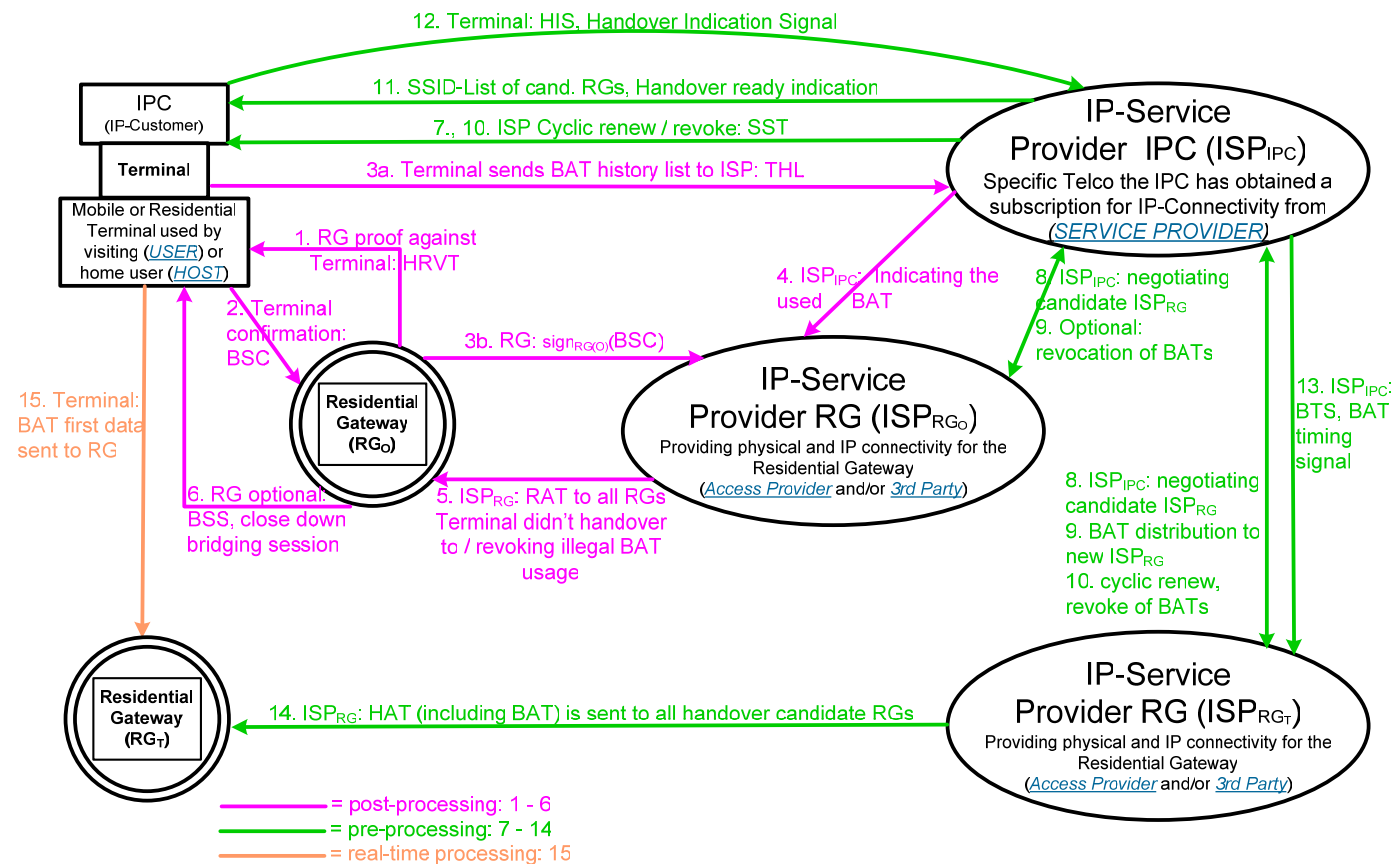 12. Terminal: HIS, Handover Indication Signal
11. SSID-List of cand. RGs, Handover ready indication
7., 10. ISP Cyclic renew / revoke: SST
3a. Terminal sends BAT history list to ISP: THL
IPC
(IP-Customer)
Terminal
Mobile or Residential
Terminal used by
visiting (USER) or
home user (HOST)
IP-Service
Provider IPC (ISPIPC)
Specific Telco the IPC has obtained a
subscription for IP-Connectivity from
(SERVICE PROVIDER)
1. RG proof against
Terminal: HRVT
2. Terminal
confirmation:
BSC
3b. RG: signRG(O)(BSC)
4. ISPIPC: Indicating the
used BAT
8. ISPIPC: negotiating
candidate ISPRG
9. Optional:
revocation of BATs
Residential
Gateway
(RGO)
IP-Service
Provider RG (ISPRGO)
Providing physical and IP connectivity for the
Residential Gateway
(Access Provider and/or 3rd Party)
13. ISPIPC:
BTS, BAT
timing
signal
15. Terminal:
BAT first data
sent to RG
6. RG optional:
BSS, close down
bridging session
5. ISPRG: RAT to all RGs
Terminal didn't handover
to / revoking illegal BAT
usage
8. ISPIPC: negotiating
candidate ISPRG
9. BAT distribution to
new ISPRG
10. cyclic renew,
revoke of BATs
Residential
Gateway
(RGT)
14. ISPRG: HAT (including BAT) is sent to all handover candidate RGs
IP-Service
Provider RG (ISPRGT)
Providing physical and IP connectivity for the
Residential Gateway
(Access Provider and/or 3rd Party)
= post-processing: 1 - 6
= pre-processing: 7 - 14
= real-time processing: 15